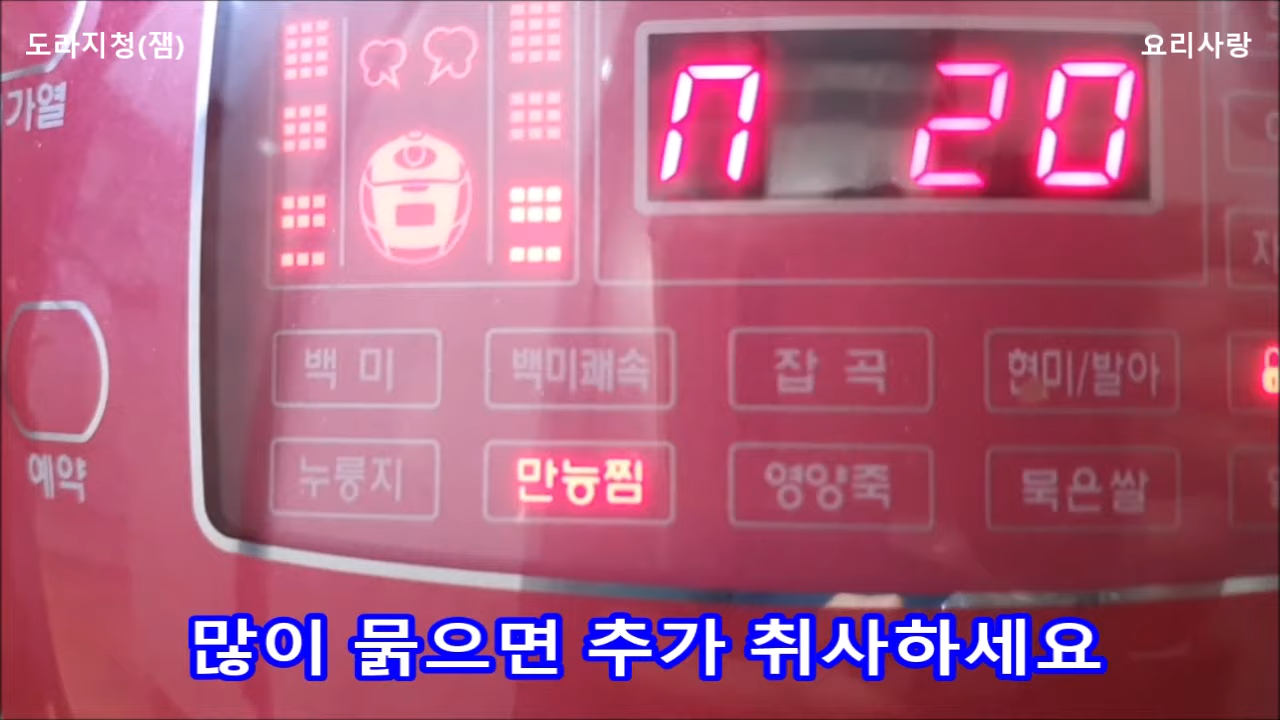 도라지청(잼)
요리사랑
가열
20
백미 백미쾌속 잡곡 현미/발아
예약
누룽지 만능찜 영양죽 묵은쌀
많이 묽으면 추가 취사하세요